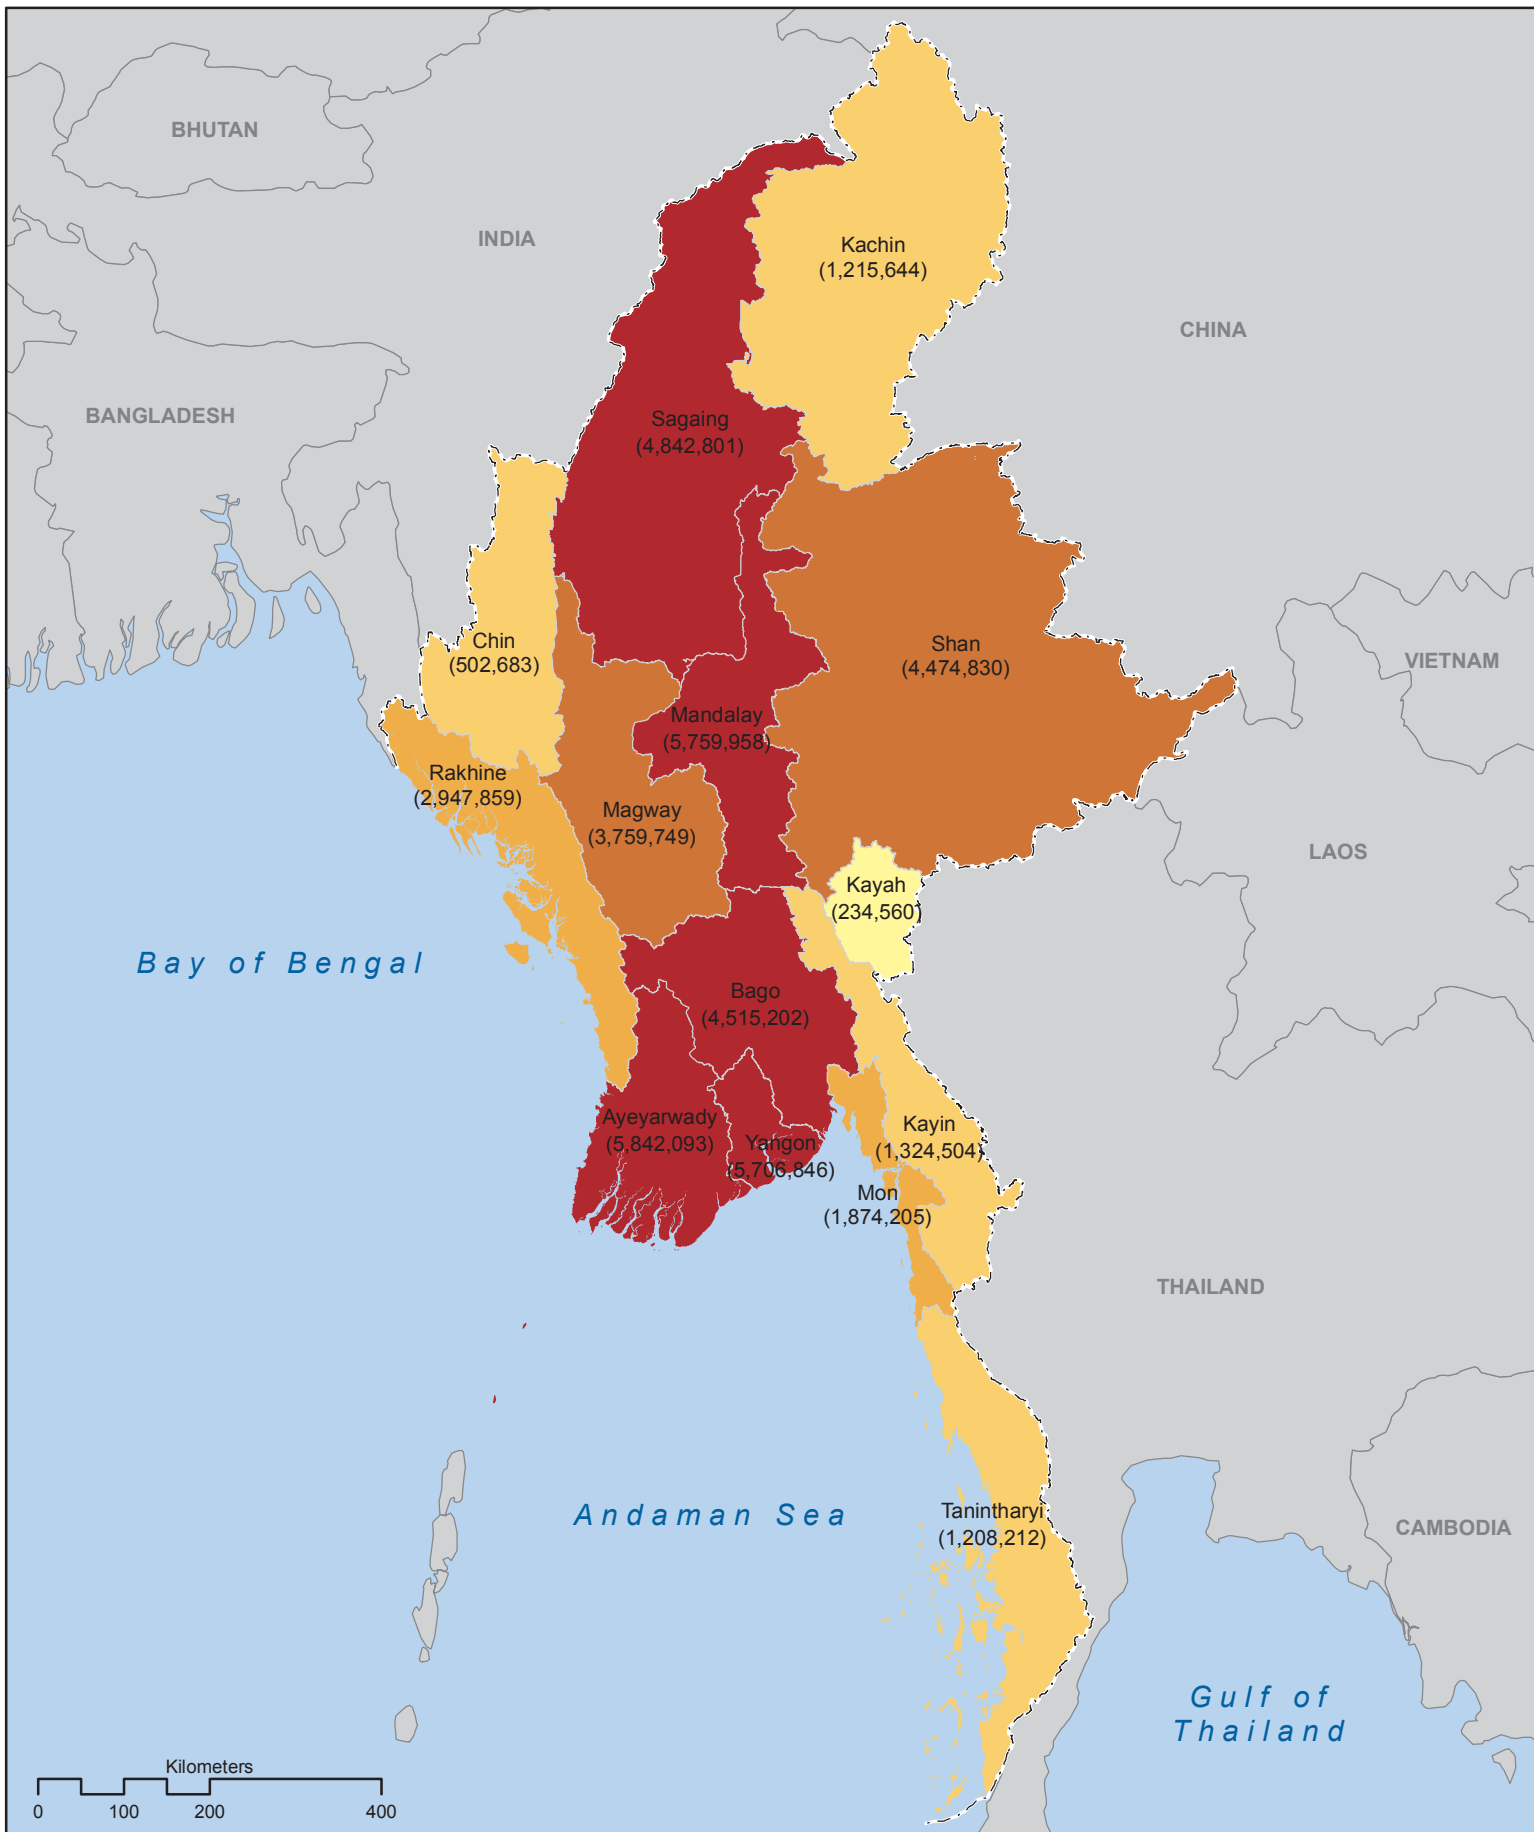 BHUTAN
INDIA
Kachin
(1,215,644)
CHINA
BANGLADESH
Sagaing
(4,842,801)
Chin
(502,683)
Shan
(4,474,830)
VIETNAM
Mandalay
(5,759,958)
Rakhine
(2,947,859)
Magway
(3,759,749)
LAOS
Kayah
(234,560)
Bay of Bengal
Bago
(4,515,202)
Ayeyarwady
(5,842,093)
Yangon
(5,706,846)
Kayin
(1,324,504)
Mon
(1,874,205)
THAILAND
Andaman Sea
Tanintharyi
(1,208,212)
CAMBODIA
Gulf of
Thailand
Kilometers
0 100 200 400